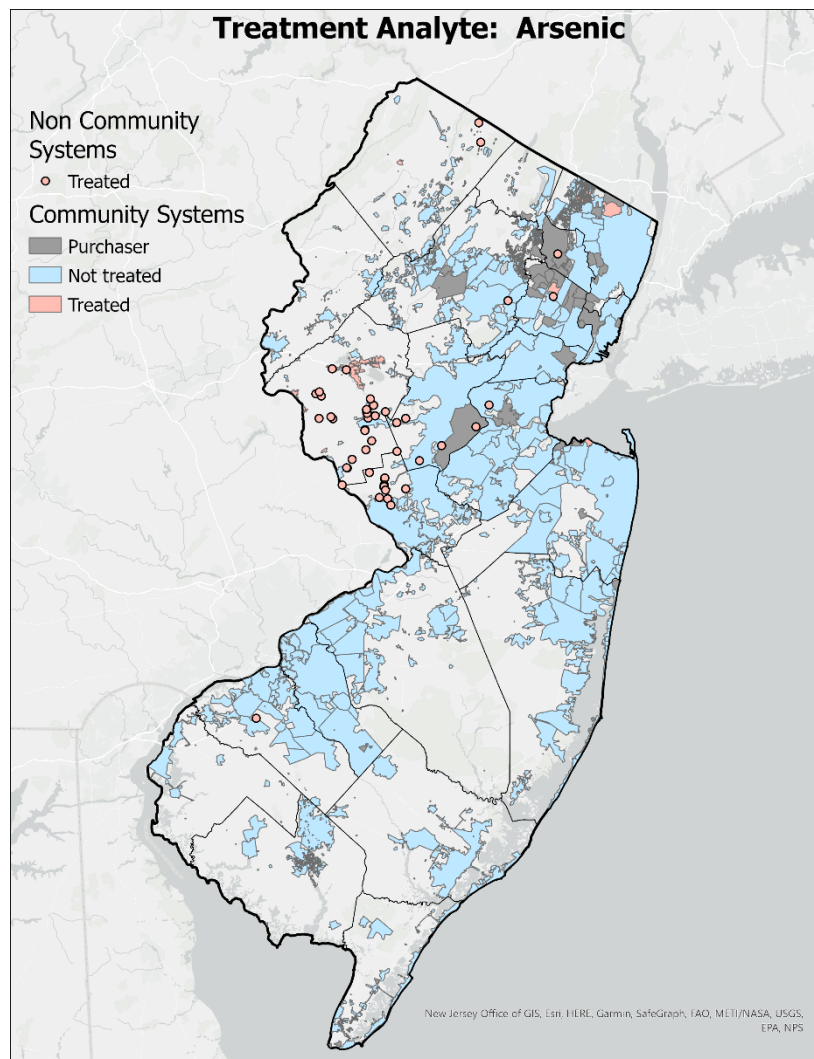 Treatment Analyte: Arsenic
Non Community
Systems
Treated
Community Systems
Purchaser
Not treated
Treated
New Jersey Office of GIS, Esri, HERE, Garmin, SafeGraph, FAO, METI/NASA, USGS,
EPA, NPS